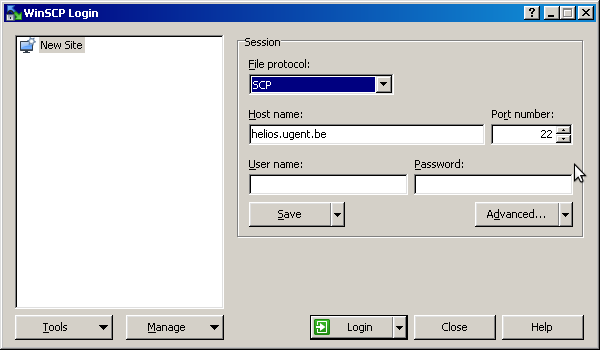 WinSCP Login
New Site
Session
File protocol:
SCP
Host name:
Port number:
helios.ugent.be
22
User name:
Password:
Save
Advanced...
Tools
Manage
Login
Close
Help